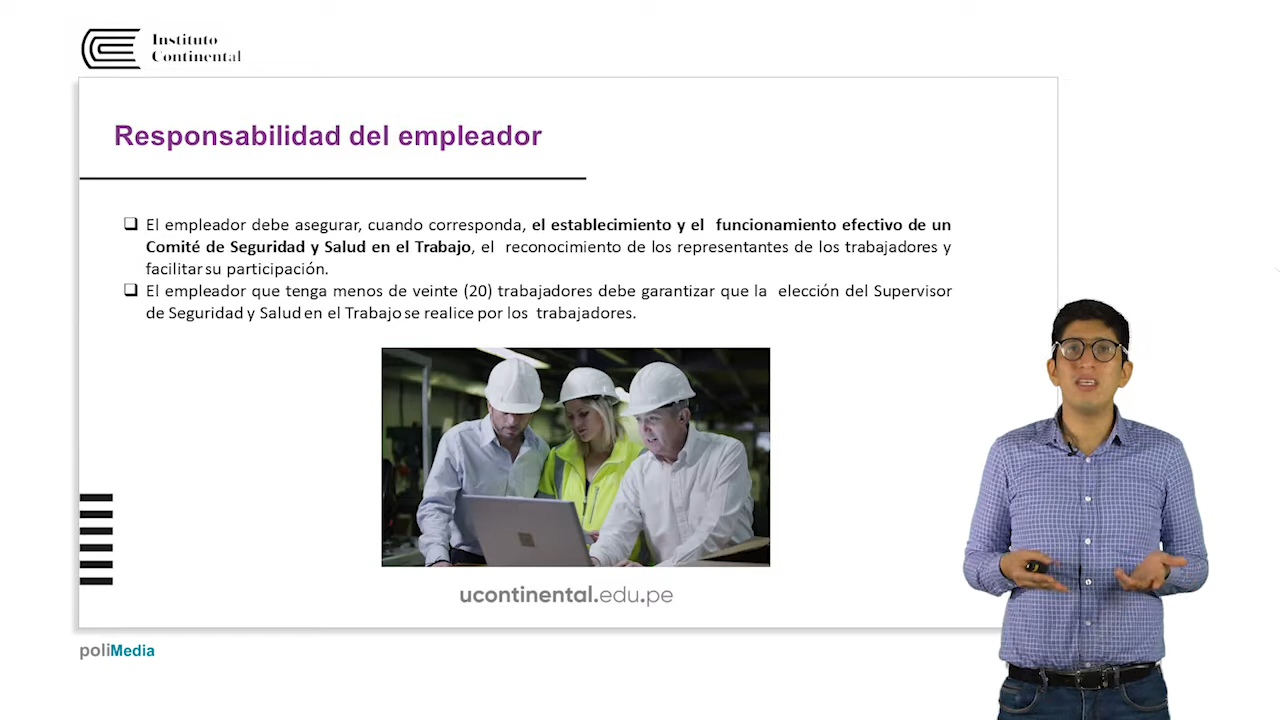 Instituto
Continental
Responsabilidad del empleador
❑ El empleador debe asegurar, cuando corresponda, el establecimiento y el funcionamiento efectivo de un
Comité de Seguridad y Salud en el Trabajo, el reconocimiento de los representantes de los trabajadores y
facilitar su participación.
❑ El empleador que tenga menos de veinte (20) trabajadores debe garantizar que la elección del Supervisor
de Seguridad y Salud en el Trabajo se realice por los trabajadores.
ucontinental.edu.pe
poliMedia